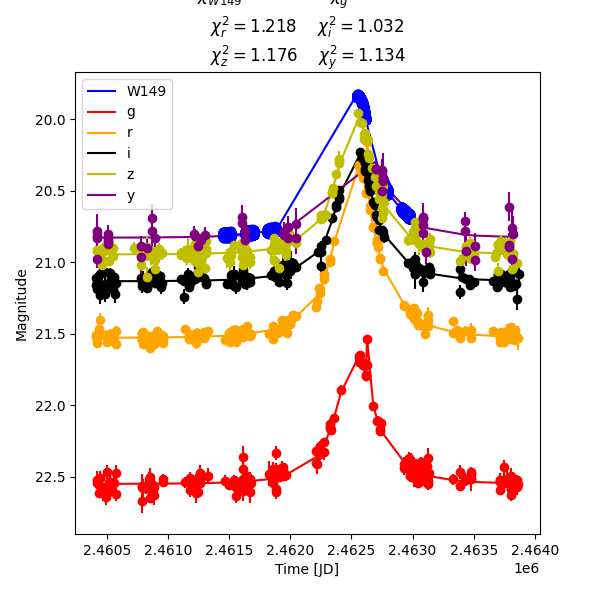 χ²_r = 1.218 χ²_i = 1.032
χ²_z = 1.176 χ²_y = 1.134
W149
g
r
i
z
y
20.0
20.5
21.0
21.5
22.0
22.5
Magnitude
2.4605 2.4610 2.4615 2.4620 2.4625 2.4630 2.4635 2.4640
Time [JD]
1e6